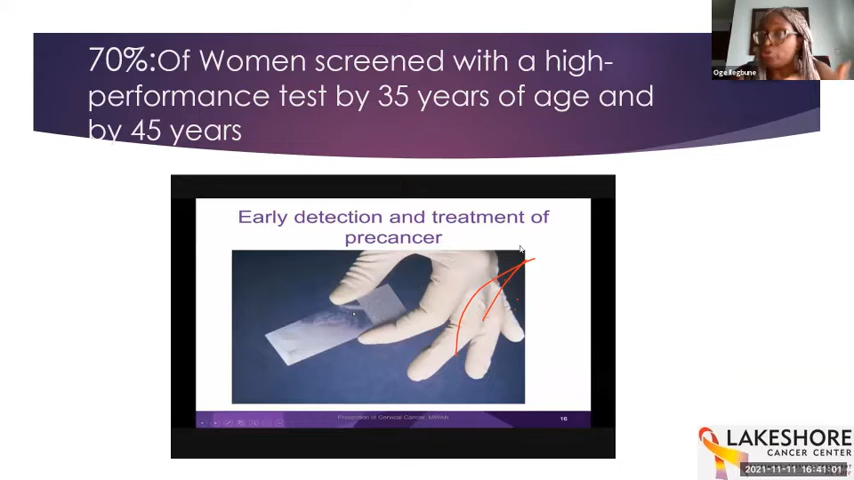 70%:Of Women screened with a high-
performance test by 35 years of age and
by 45 years
Oge Ilegbune
Early detection and treatment of
precancer
Prevention of Cervical Cancer, MWAN
16
LAKESHORE
CANCER CENTER
2021-11-11 16:41:01